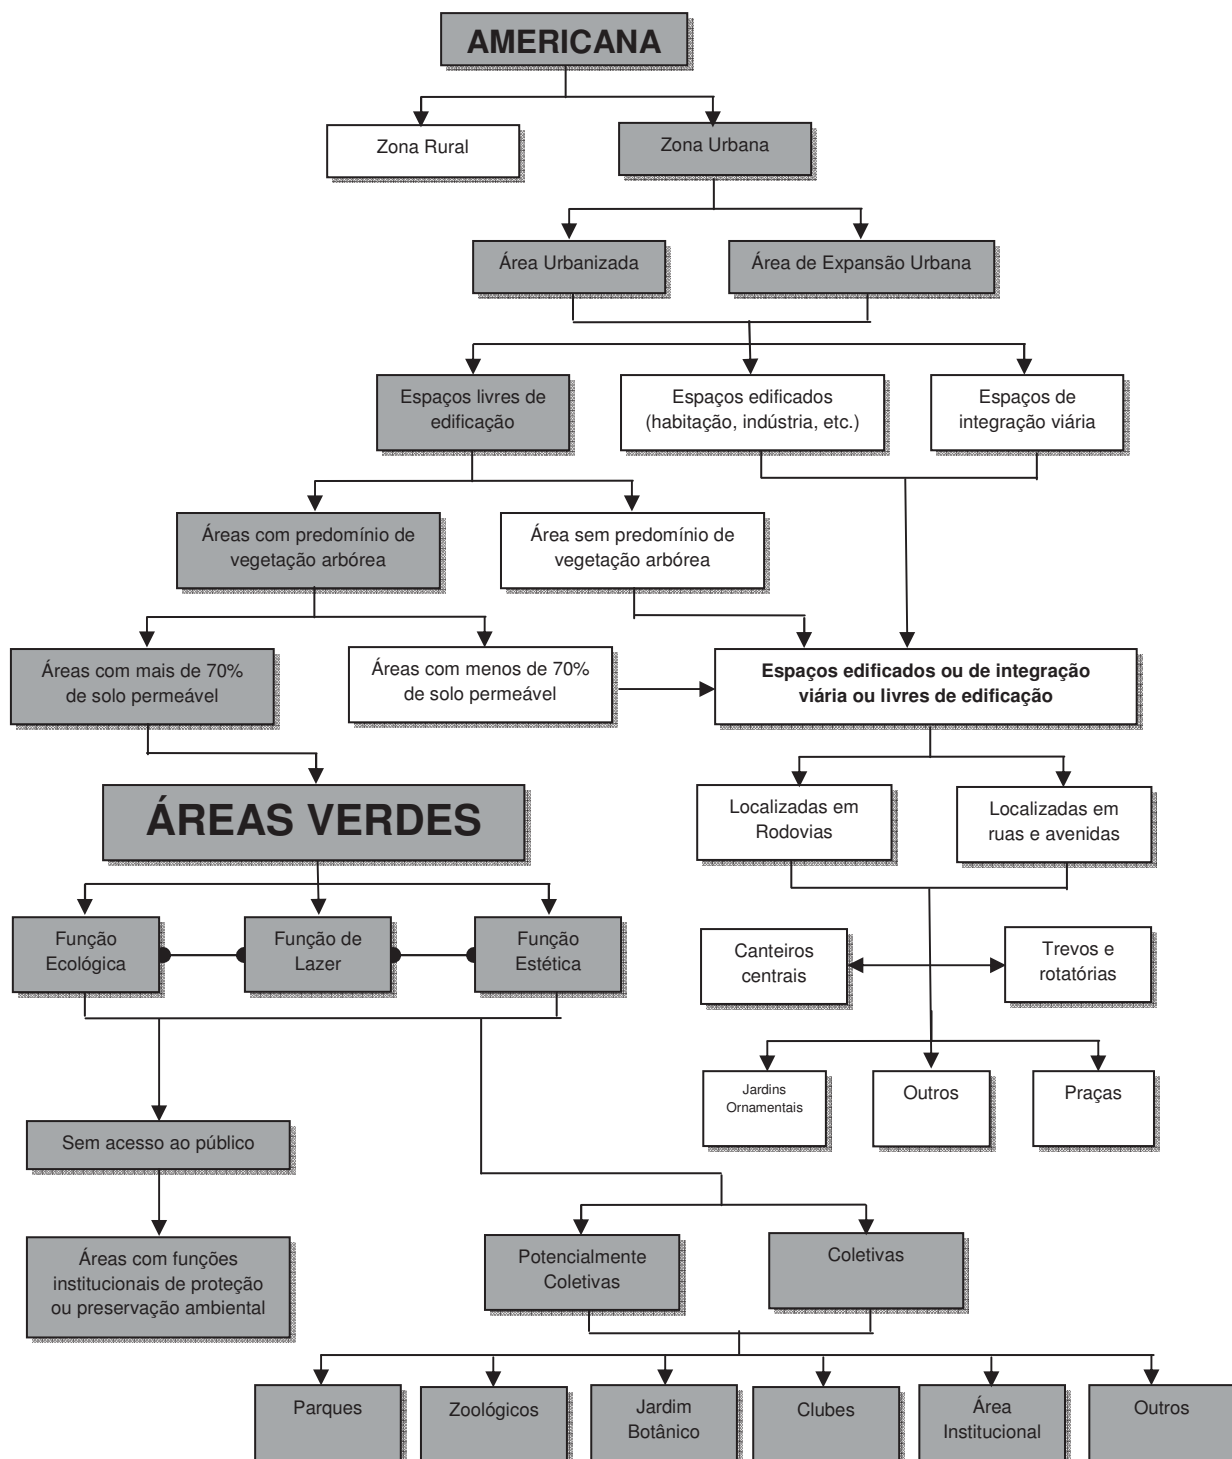 AMERICANA
Zona Rural
Zona Urbana
Área Urbanizada
Área de Expansão Urbana
Espaços livres de
edificação
Espaços edificados
(habitação, indústria, etc.)
Espaços de
integração viária
Áreas com predomínio de
vegetação arbórea
Área sem predomínio de
vegetação arbórea
Áreas com mais de 70%
de solo permeável
Áreas com menos de 70%
de solo permeável
Espaços edificados ou de integração
viária ou livres de edificação
ÁREAS VERDES
Localizadas em
Rodovias
Localizadas em
ruas e avenidas
Função
Ecológica
Função de
Lazer
Função
Estética
Canteiros
centrais
Trevos e
rotatórias
Jardins
Ornamentais
Outros
Praças
Sem acesso ao público
Áreas com funções
institucionais de proteção
ou preservação ambiental
Potencialmente
Coletivas
Coletivas
Parques
Zoológicos
Jardim
Botânico
Clubes
Área
Institucional
Outros